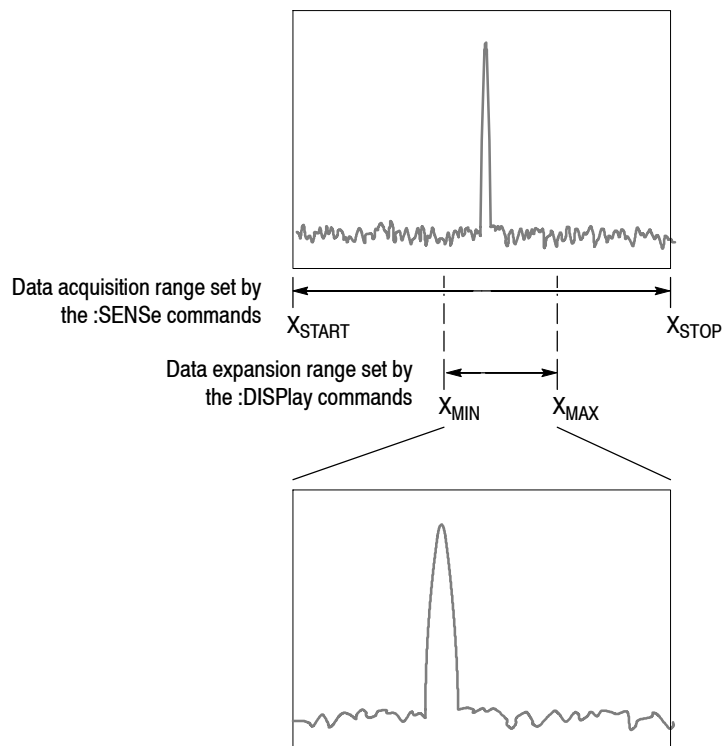 Data acquisition range set by
the :SENSe commands
XSTART
XSTOP
Data expansion range set by
the :DISPlay commands
XMIN
XMAX